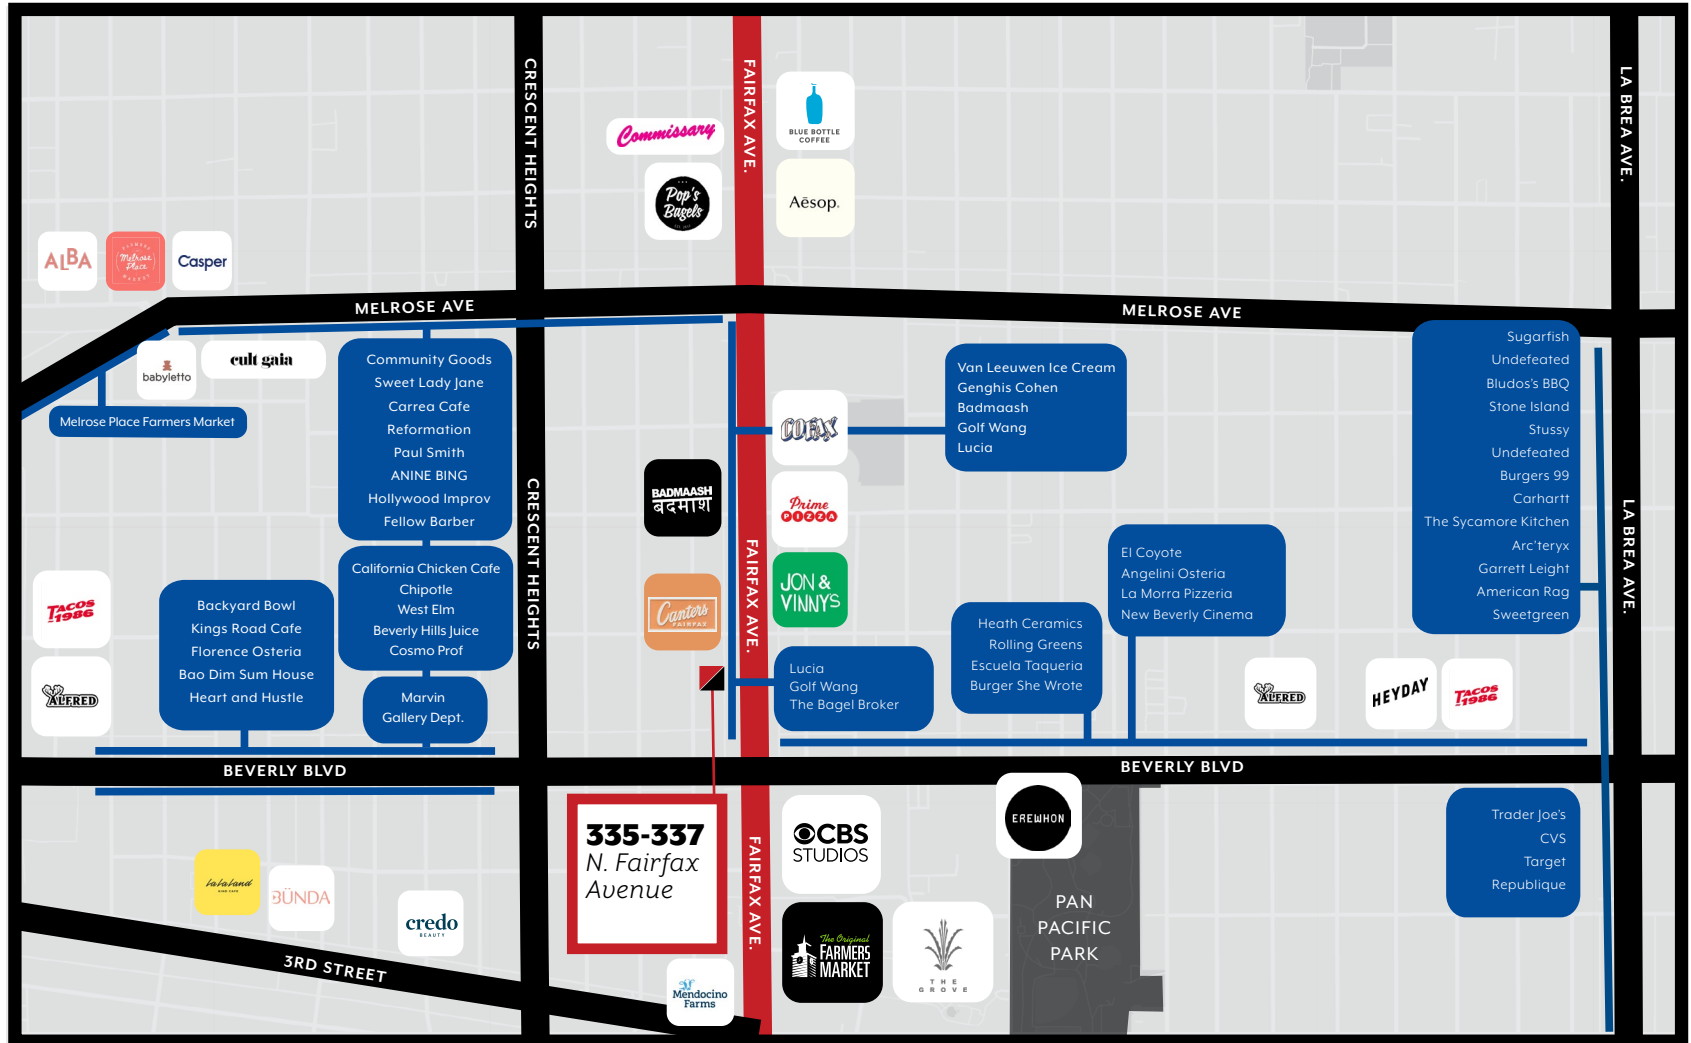 CRESCENT HEIGHTS
FAIRFAX AVE.
LA BREA AVE.
Commissary
BLUE BOTTLE
COFFEE
Pop's
Bagels
Aēsop.
ALBA
Melrose
Place
Casper
MELROSE AVE
MELROSE AVE
babyletto
cult gaia
Melrose Place Farmers Market
Community Goods
Sweet Lady Jane
Carrea Cafe
Reformation
Paul Smith
ANINE BING
Hollywood Improv
Fellow Barber
California Chicken Cafe
Chipotle
West Elm
Beverly Hills Juice
Cosmo Prof
Marvin
Gallery Dept.
TACOS
1986
ALFRED
Backyard Bowl
Kings Road Cafe
Florence Osteria
Bao Dim Sum House
Heart and Hustle
CRESCENT HEIGHTS
BADMAASH
बदमाश
Canter's
FAIRFAX
FAIRFAX AVE.
COFAX
Prime
PIZZA
JON &
VINNY'S
Van Leeuwen Ice Cream
Genghis Cohen
Badmaash
Golf Wang
Lucia
Lucia
Golf Wang
The Bagel Broker
Heath Ceramics
Rolling Greens
Escuela Taqueria
Burger She Wrote
El Coyote
Angelini Osteria
La Morra Pizzeria
New Beverly Cinema
ALFRED
HEYDAY
TACOS
1986
Sugarfish
Undefeated
Bludos's BBQ
Stone Island
Stussy
Undefeated
Burgers 99
Carhartt
The Sycamore Kitchen
Arc'teryx
Garrett Leight
American Rag
Sweetgreen
LA BREA AVE.
BEVERLY BLVD
BEVERLY BLVD
335-337
N. Fairfax
Avenue
FAIRFAX AVE.
CBS
STUDIOS
EREWHON
The Original
FARMERS
MARKET
THE
GROVE
PAN
PACIFIC
PARK
Trader Joe's
CVS
Target
Republique
lalaland
BÜNDA
credo
BEAUTY
3RD STREET
Mendocino
Farms